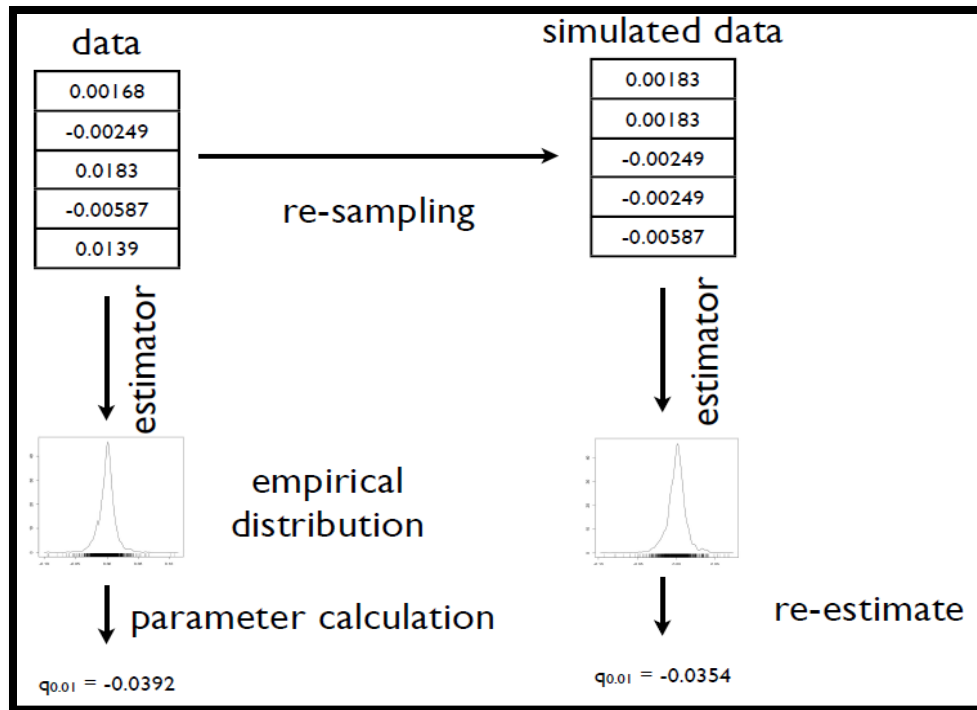 data
0.00168
-0.00249
0.0183
-0.00587
0.0139
re-sampling
simulated data
0.00183
0.00183
-0.00249
-0.00249
-0.00587
estimator
estimator
empirical
distribution
parameter calculation
re-estimate
q0.01 = -0.0392
q0.01 = -0.0354